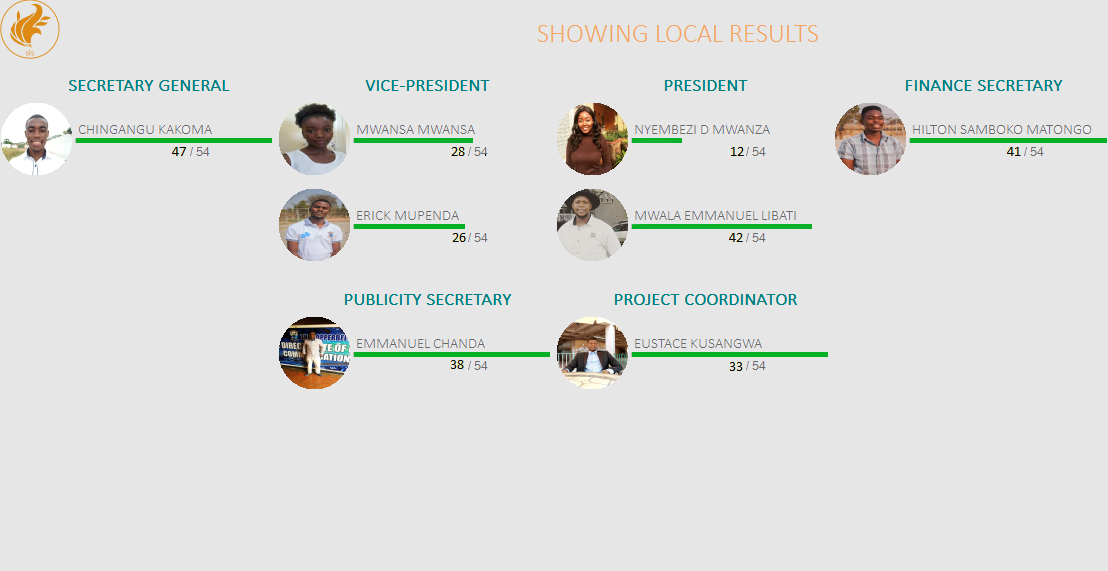 sls
SHOWING LOCAL RESULTS
SECRETARY GENERAL
CHINGANGU KAKOMA
47 / 54
VICE-PRESIDENT
MWANSA MWANSA
28 / 54
ERICK MUPENDA
26 / 54
PRESIDENT
NYEMBEZI D MWANZA
12 / 54
MWALA EMMANUEL LIBATI
42 / 54
FINANCE SECRETARY
HILTON SAMBOKO MATONGO
41 / 54
PUBLICITY SECRETARY
EMMANUEL CHANDA
38 / 54
PROJECT COORDINATOR
EUSTACE KUSANGWA
33 / 54